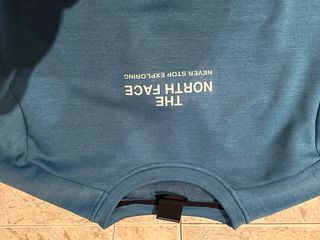 THE
NORTH FACE
NEVER STOP EXPLORING